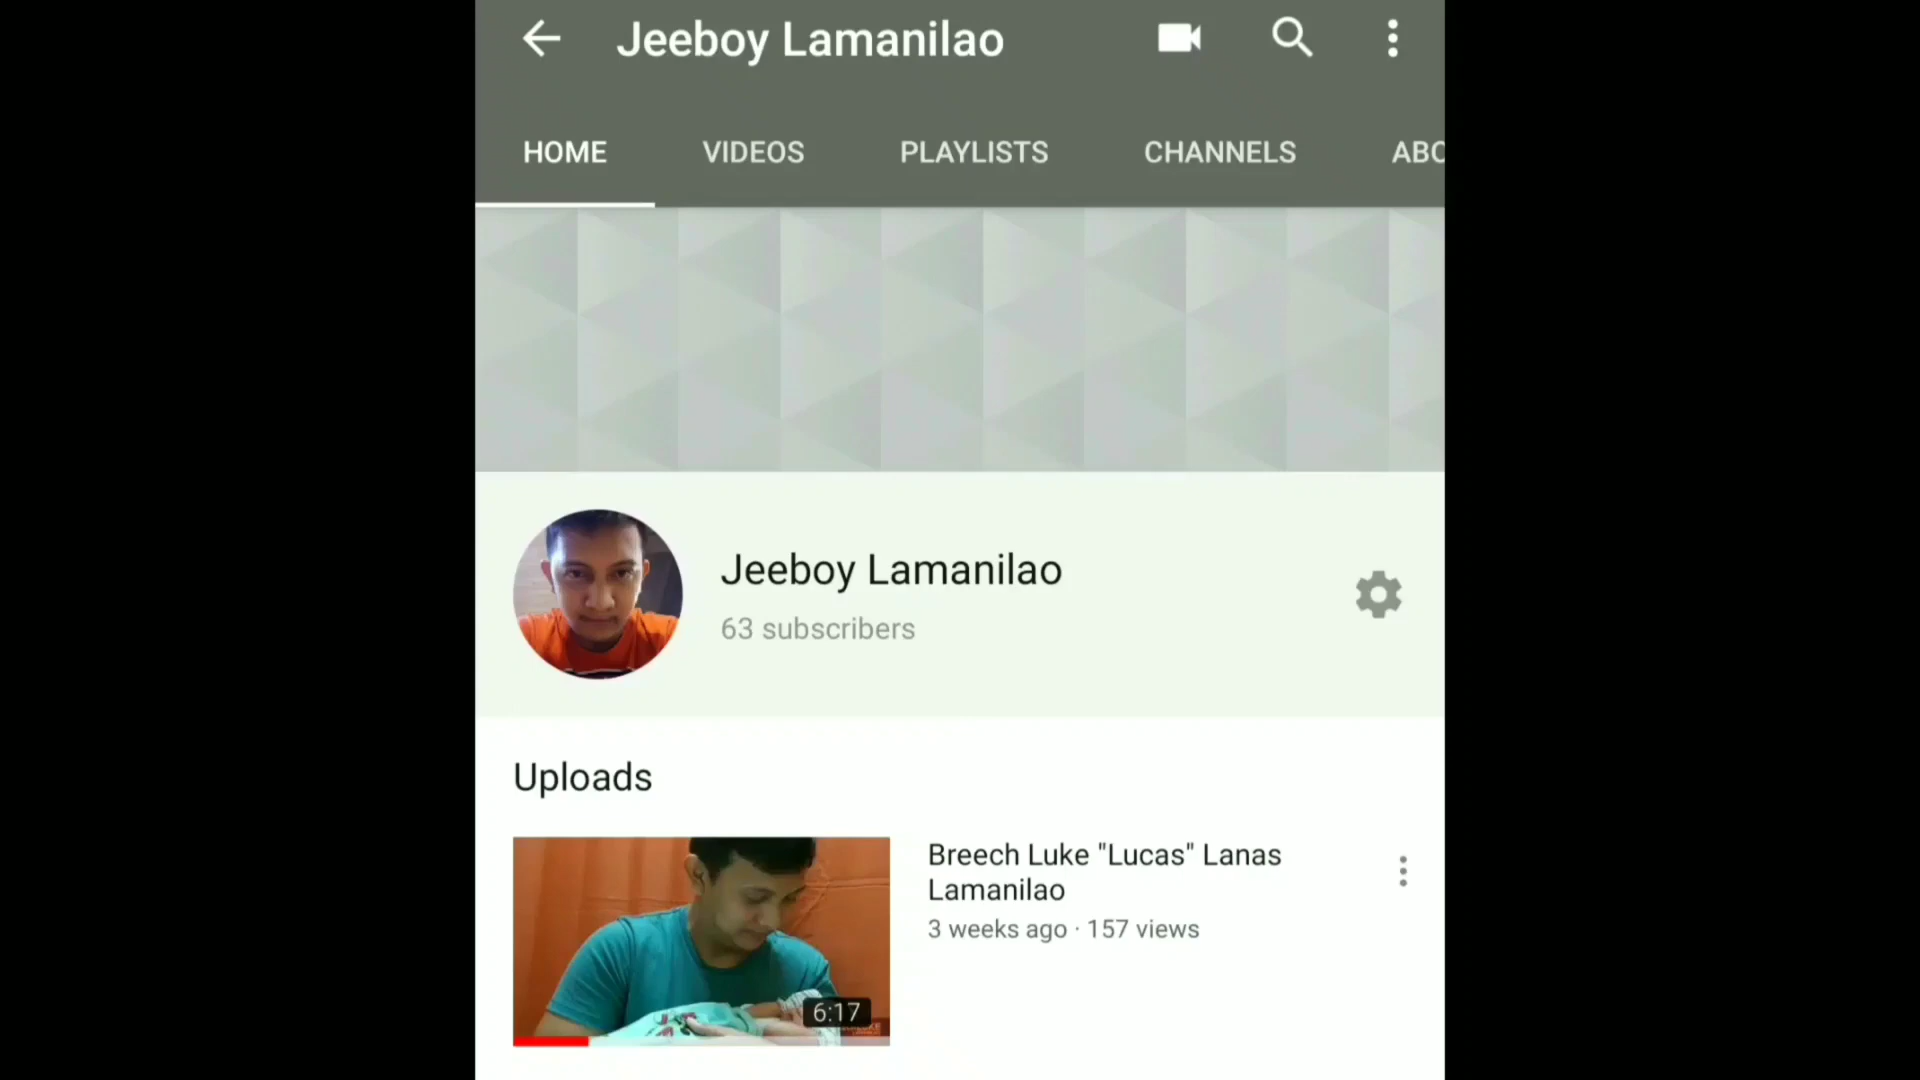 Jeeboy Lamanilao
HOME VIDEOS PLAYLISTS CHANNELS ABO
Jeeboy Lamanilao
63 subscribers
Uploads
Breech Luke "Lucas" Lanas
Lamanilao
3 weeks ago · 157 views
6:17